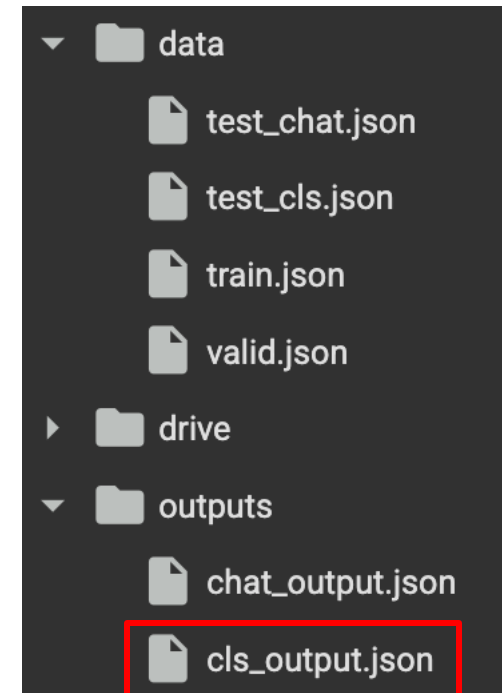 data
test_chat.json
test_cls.json
train.json
valid.json
drive
outputs
chat_output.json
cls_output.json